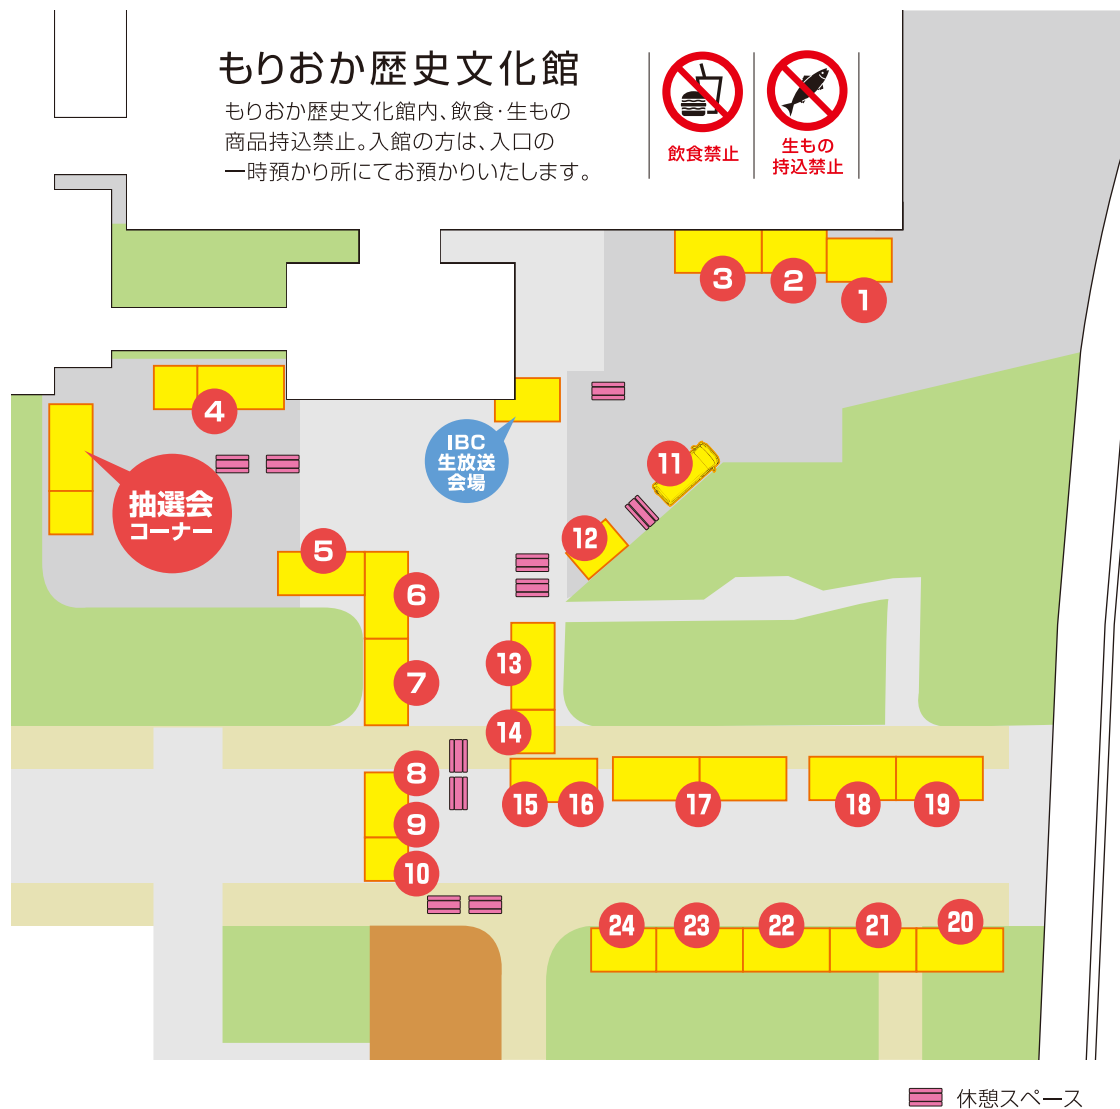 もりおか歴史文化館
もりおか歴史文化館内、飲食・生もの
商品持込禁止。入館の方は、入口の
一時預かり所にてお預かりいたします。
飲食禁止
生もの
持込禁止
3
2
1
4
IBC
生放送
会場
11
抽選会
コーナー
12
5
6
13
7
14
8
15
16
17
18
19
9
10
24
23
22
21
20
休憩スペース